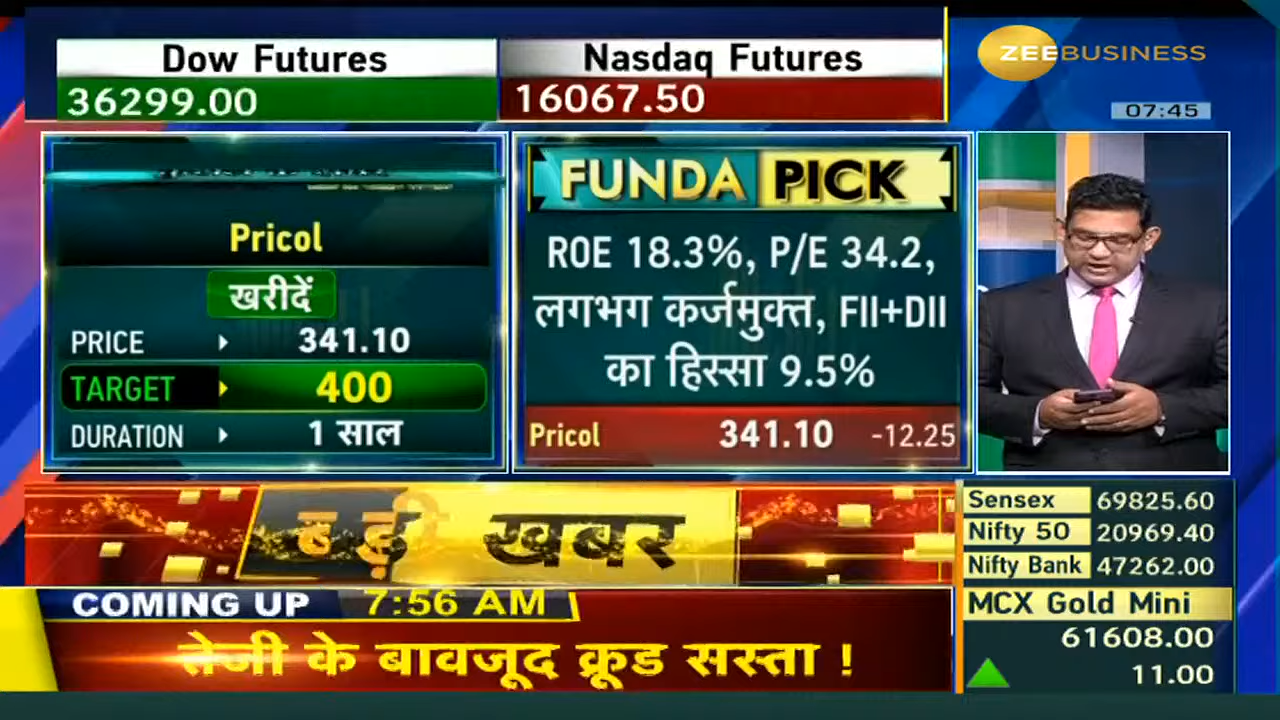 Dow Futures
36299.00
Nasdaq Futures
16067.50
ZEEBUSINESS
07:45
Pricol
खरीदें
PRICE 341.10
TARGET 400
DURATION 1 साल
FUNDA PICK
ROE 18.3%, P/E 34.2,
लगभग कर्जमुक्त, FII+DII
का हिस्सा 9.5%
Pricol 341.10 -12.25
बड़ी खबर
COMING UP 7:56 AM
तेजी के बावजूद क्रूड सस्ता !
Sensex 69825.60
Nifty 50 20969.40
Nifty Bank 47262.00
MCX Gold Mini
61608.00
11.00